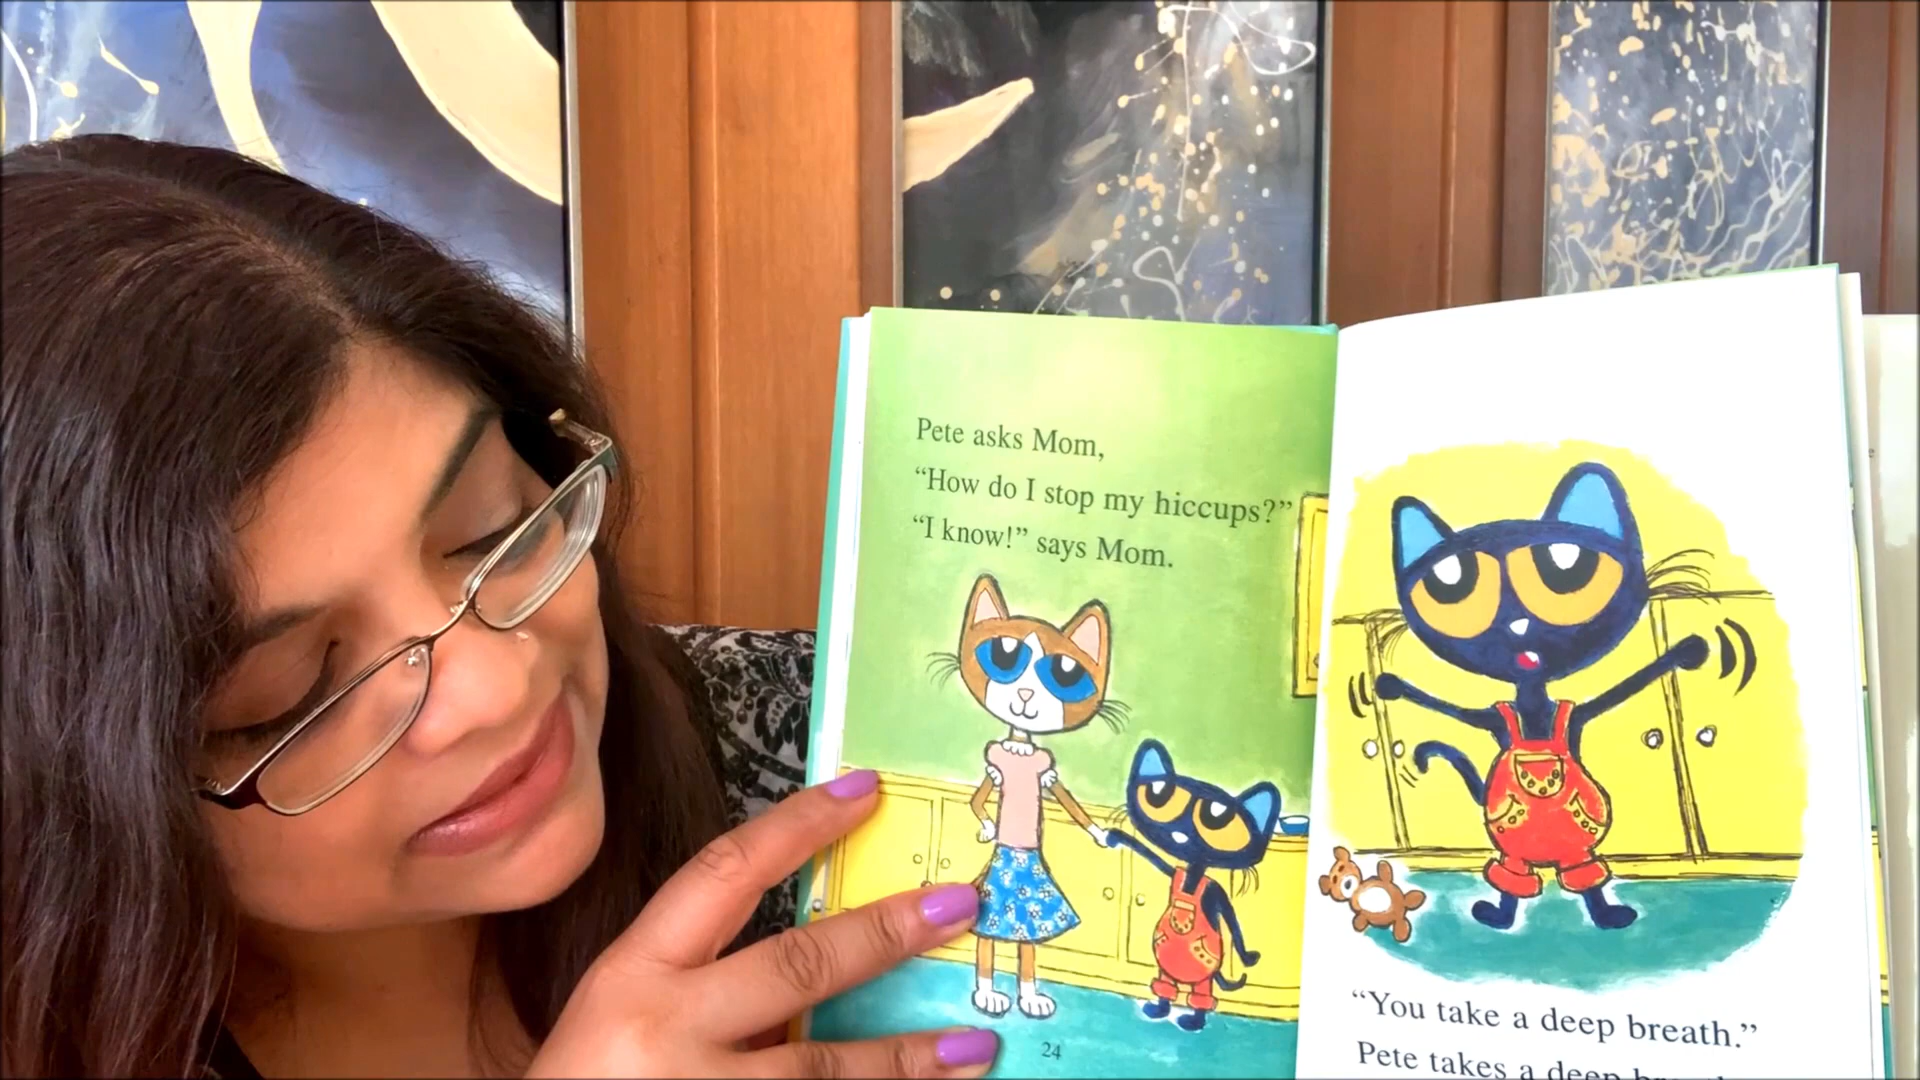 Pete asks Mom,
“How do I stop my hiccups?”
“I know!” says Mom.
24
“You take a deep breath.”
Pete takes a deep